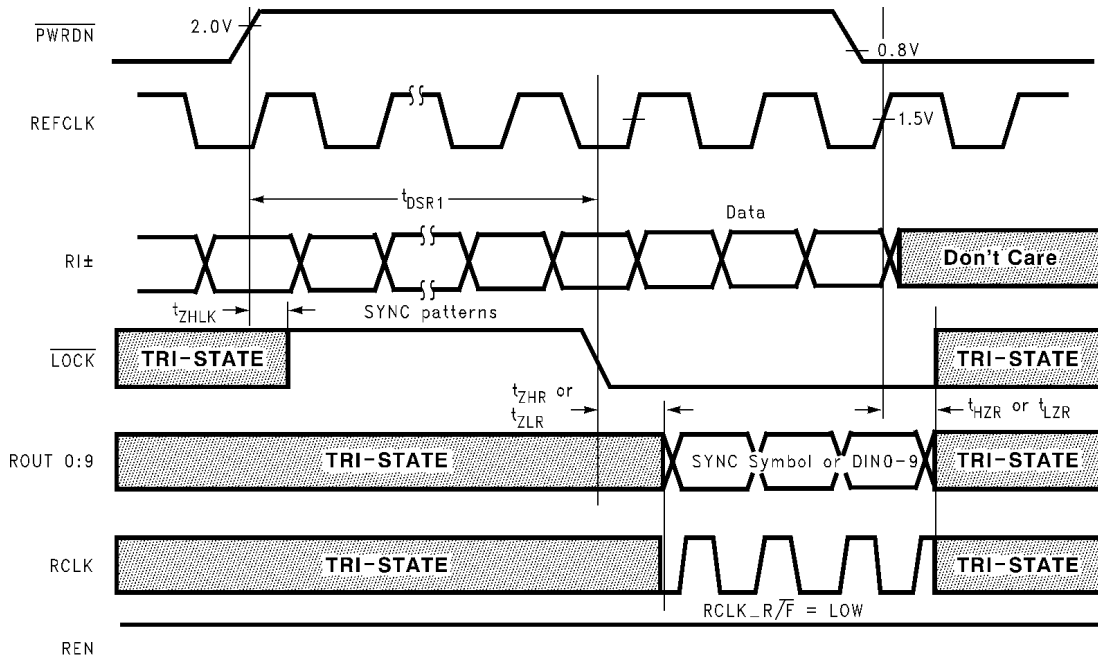 PWRDN
2.0V
0.8V
REFCLK
1.5V
tDSR1
Data
RI±
Don't Care
tZHLK
SYNC patterns
LOCK
TRI-STATE
TRI-STATE
tZHR or
tZLR
tHZR or tLZR
ROUT 0:9
TRI-STATE
SYNC Symbol or DIN0-9
TRI-STATE
RCLK
TRI-STATE
TRI-STATE
RCLK_R/F = LOW
REN